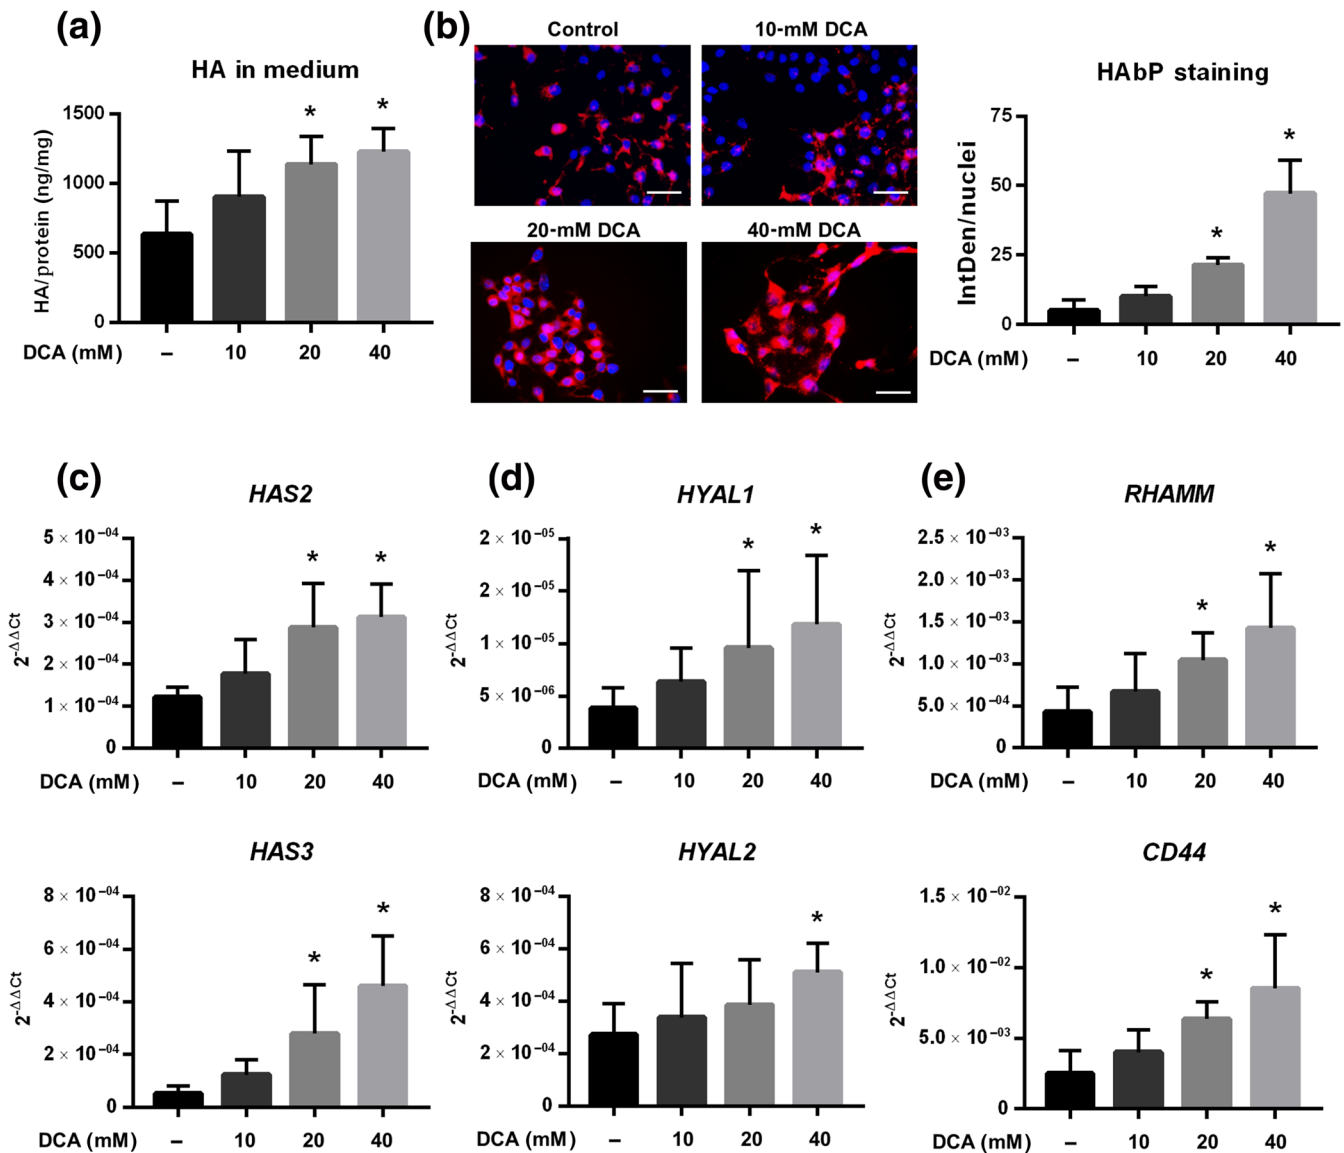 (a)
HA in medium
HA/protein (ng/mg)
1500
1000
500
0
* *
DCA (mM) – 10 20 40
(b)
Control
10-mM DCA
20-mM DCA
40-mM DCA
HAbP staining
IntDen/nuclei
75
50
25
0
* *
DCA (mM) – 10 20 40
(c)
HAS2
2-ΔΔCt
5 × 10–04
4 × 10–04
3 × 10–04
2 × 10–04
1 × 10–04
0
* *
DCA (mM) – 10 20 40
(d)
HYAL1
2-ΔΔCt
2 × 10–05
2 × 10–05
1 × 10–05
5 × 10–06
0
* *
DCA (mM) – 10 20 40
(e)
RHAMM
2-ΔΔCt
2.5 × 10–03
2.0 × 10–03
1.5 × 10–03
1.0 × 10–03
5.0 × 10–04
0
* *
DCA (mM) – 10 20 40
HAS3
2-ΔΔCt
8 × 10–04
6 × 10–04
4 × 10–04
2 × 10–04
0
* *
DCA (mM) – 10 20 40
HYAL2
2-ΔΔCt
8 × 10–04
6 × 10–04
4 × 10–04
2 × 10–04
0
*
DCA (mM) – 10 20 40
CD44
2-ΔΔCt
1.5 × 10–02
1.0 × 10–02
5.0 × 10–03
0
* *
DCA (mM) – 10 20 40